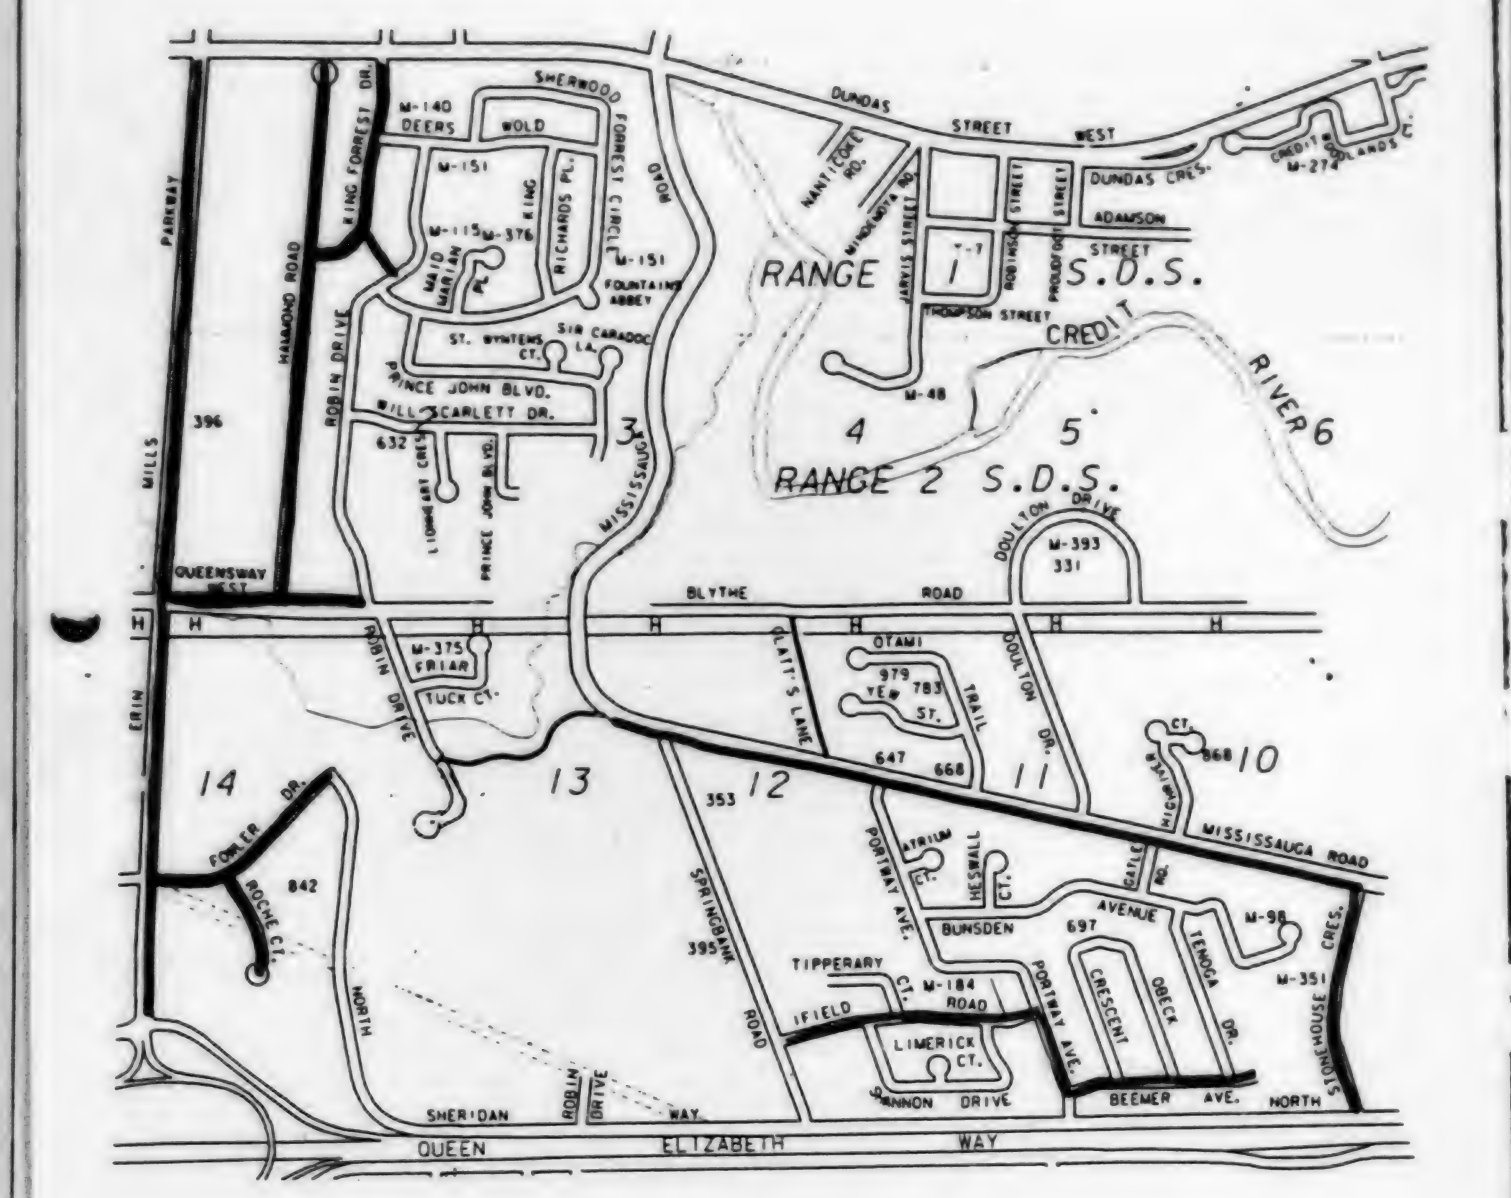 SHERWOOD
FORREST CIRCLE
DUNDAS STREET WEST
KING FORREST DR.
M-140
DEERS WOLD
M-151
ROAD
NANTICOKE RD.
MINDEMOYA RD.
JARVIS STREET
ROBINSON STREET
PROUDFOOT STREET
DUNDAS CRES.
CREDIT WOODLANDS C.
M-274
ADAMSON STREET
PARKWAY
HAMMOND ROAD
M-115
M-376
KING
RICHARDS PL.
MAID MARIAN PL.
M-151
FOUNTAINS ABBEY
RANGE 1 S.D.S.
THOMPSON STREET
CREDIT
RIVER
ROBIN DRIVE
ST. WYNTENS CT.
SIR CARADOC LA.
PRINCE JOHN BLVD.
WILL SCARLETT DR.
M-48
396
632
3
4
5
6
MILLS
LIONHEART CRES
PRINCE JOHN BLVD.
MISSISSAUGA
RANGE 2 S.D.S.
DOULTON DRIVE
M-393
331
QUEENSWAY WEST
BLYTHE ROAD
H H H H H H H
ERIN
ROBIN DRIVE
M-375
FRIAR
TUCK CT.
GLATT'S LANE
OTAMI
979
783
YEW ST.
TRAIL
DOULTON DR.
647
668
HIGHRIVER CT.
868
14
13
12
11
10
353
FOWLER DR.
ROCHE CT.
842
SPRINGBANK
395
ROAD
PORTWAY AVE.
ATRIUM CT.
HESWALL CT.
GATLE RD.
MISSISSAUGA ROAD
BUNSDEN AVENUE
M-98
697
TENOGA DR.
M-351
STONEHOUSE CRES.
TIPPERARY CT.
M-184
IFIELD ROAD
PORTWAY AVE.
CRESCENT
OBECK
NORTH
LIMERICK CT.
SHANNON DRIVE
BEEMER AVE.
NORTH
SHERIDAN WAY
ROBIN DRIVE
QUEEN ELIZABETH WAY